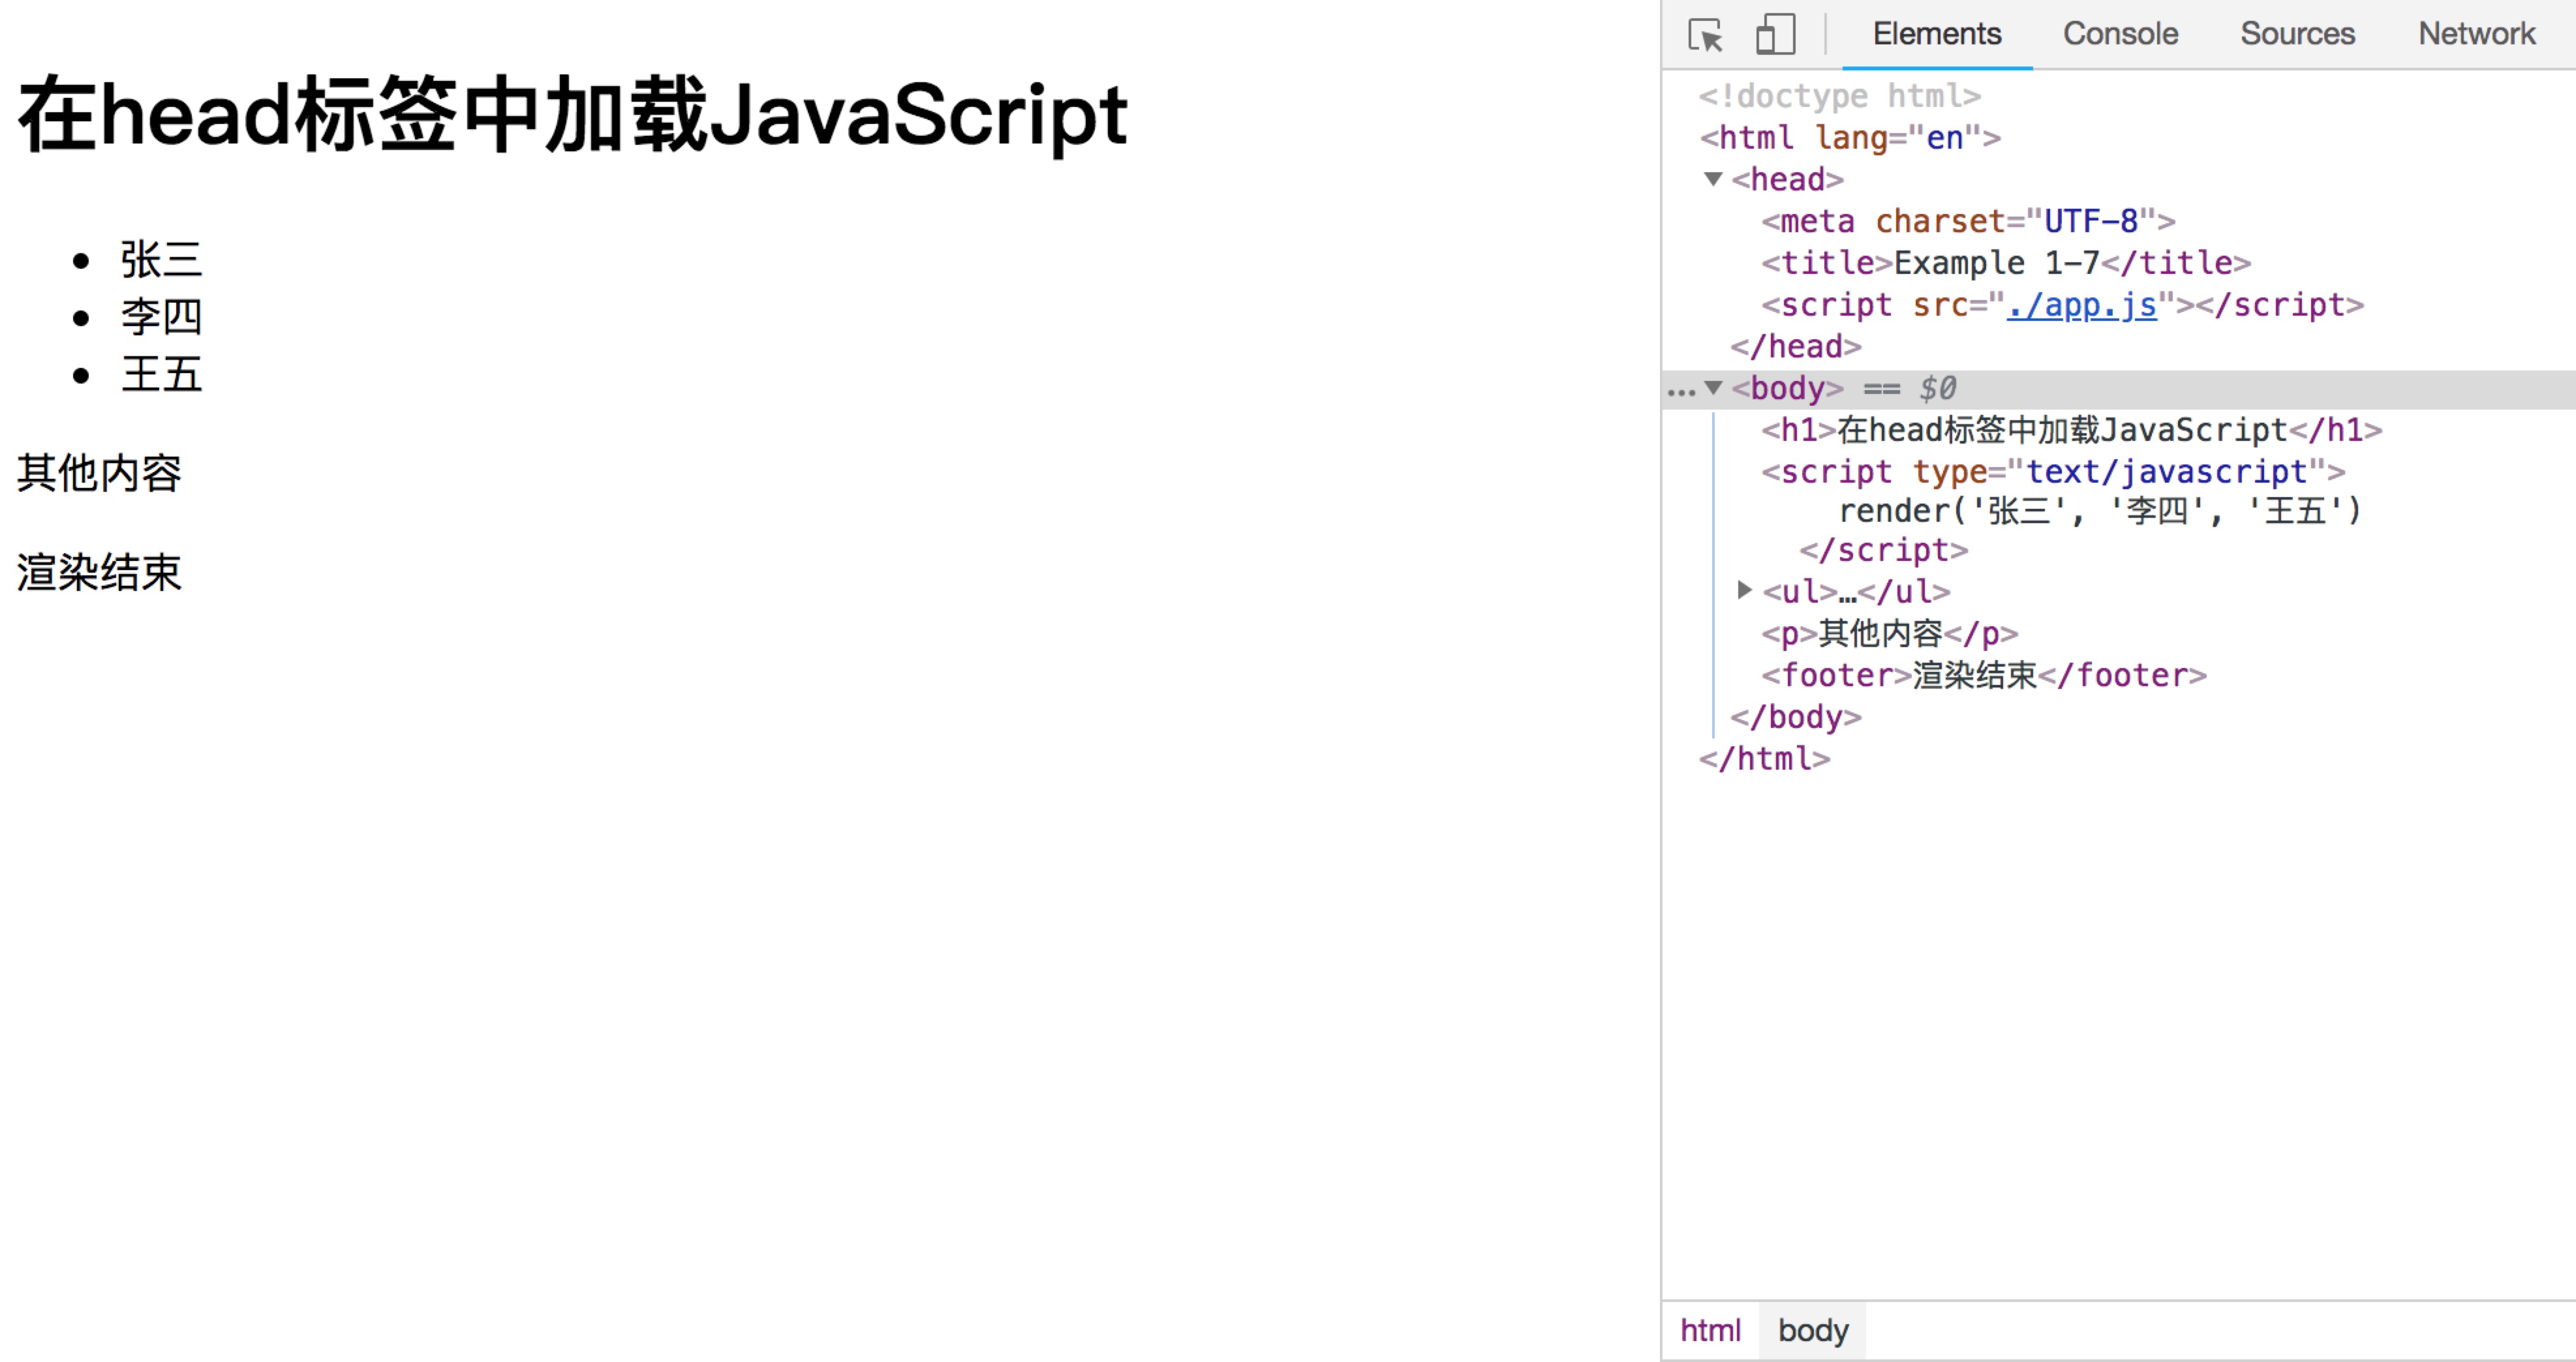 在head标签中加载JavaScript
• 张三
• 李四
• 王五
其他内容
渲染结束
Elements Console Sources Network
<!doctype html>
<html lang="en">
<head>
<meta charset="UTF-8">
<title>Example 1-7</title>
<script src="./app.js"></script>
</head>
… <body> == $0
<h1>在head标签中加载JavaScript</h1>
<script type="text/javascript">
render('张三', '李四', '王五')
</script>
<ul>…</ul>
<p>其他内容</p>
<footer>渲染结束</footer>
</body>
</html>
html body